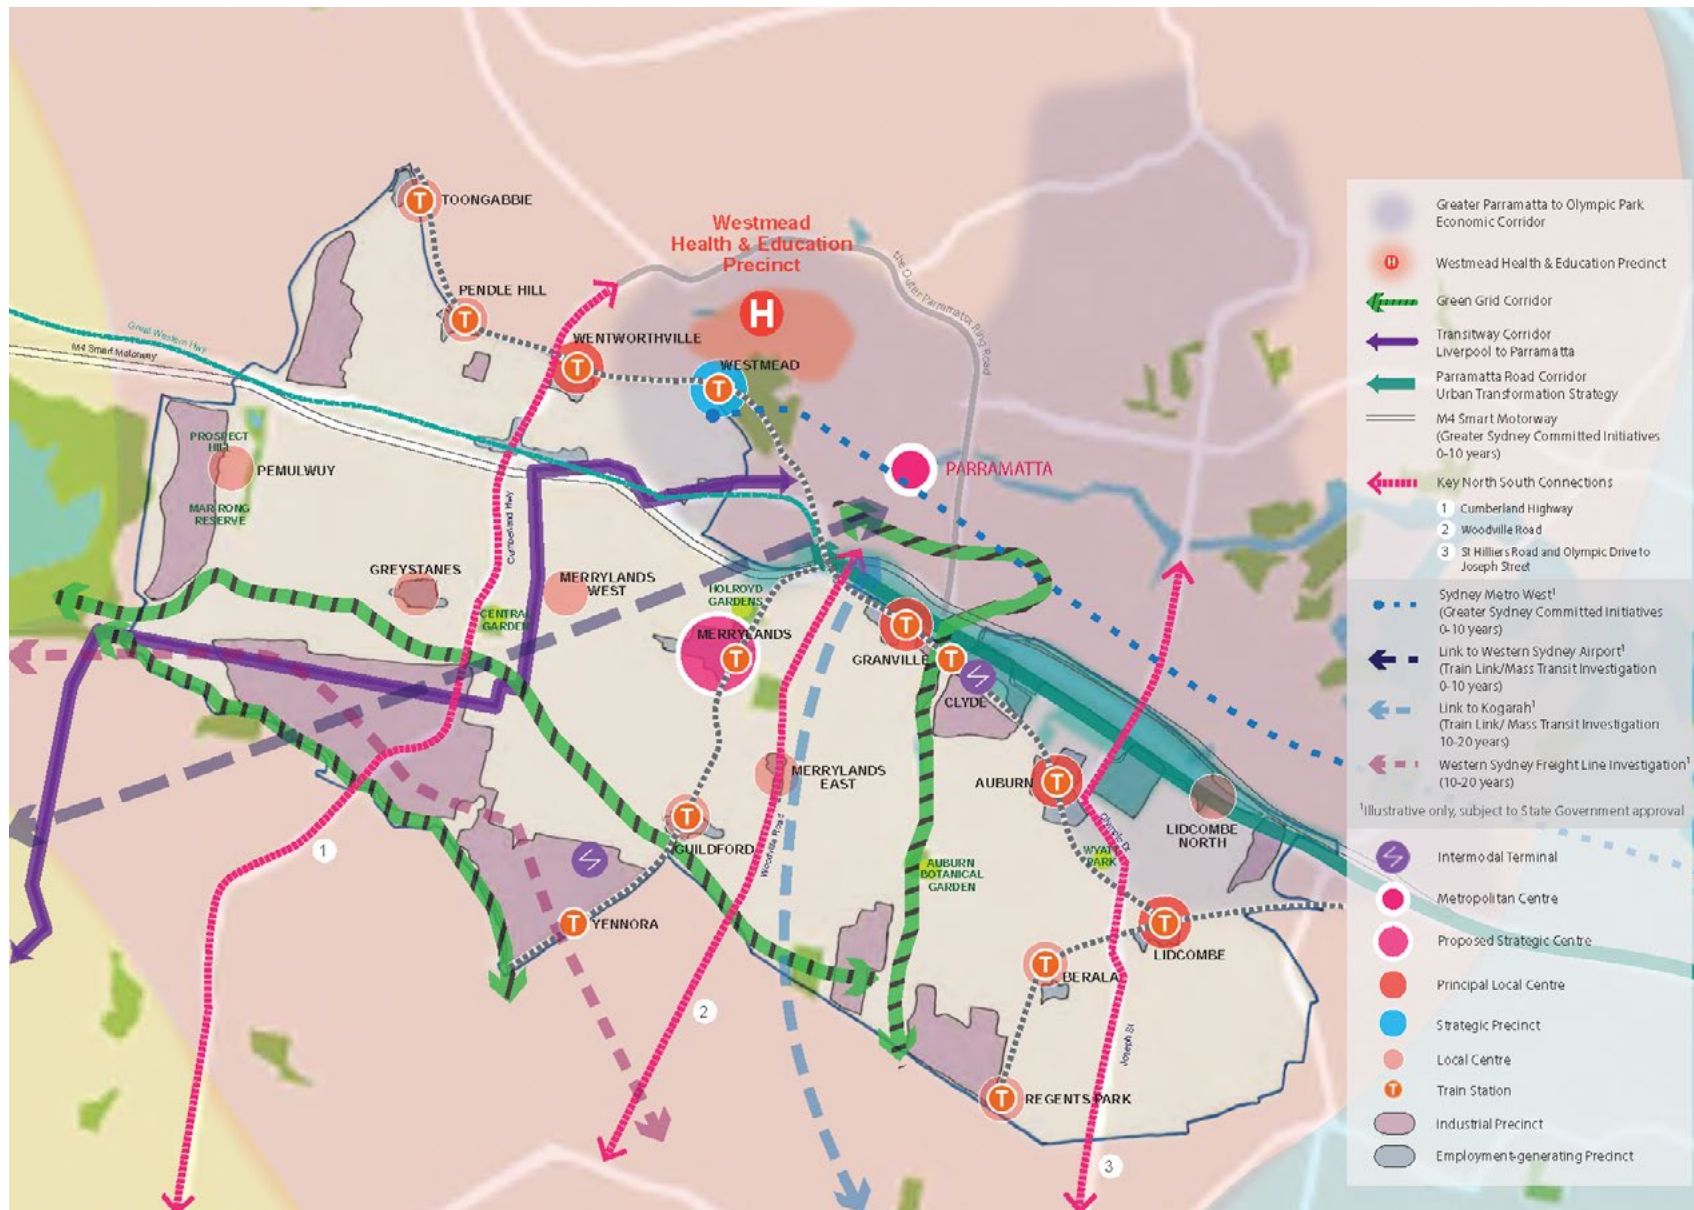 TOONGABBIE
Westmead
Health & Education
Precinct
PENDLE HILL
H
the Outer Parramatta Ring Road
WENTWORTHVILLE
WESTMEAD
Great Western Hwy
M4 Smart Motorway
PROSPECT
HILL
PEMULWUY
PARRAMATTA
MARRONG
RESERVE
Cumberland Hwy
GREYSTANES
MERRYLANDS
WEST
HOLROYD
GARDENS
CENTRAL
GARDEN
MERRYLANDS
GRANVILLE
CLYDE
MERRYLANDS
EAST
AUBURN
LIDCOMBE
NORTH
Olympic Dr
Woodville Road
GUILDFORD
WYATT
PARK
AUBURN
BOTANICAL
GARDEN
1
YENNORA
LIDCOMBE
BERALA
2
Joseph St
REGENTS PARK
3
T
T
T
T
T
T
T
T
T
T
T
T
T
Greater Parramatta to Olympic Park
Economic Corridor
H
Westmead Health & Education Precinct
Green Grid Corridor
Transitway Corridor
Liverpool to Parramatta
Parramatta Road Corridor
Urban Transformation Strategy
M4 Smart Motorway
(Greater Sydney Committed Initiatives
0-10 years)
Key North South Connections
1 Cumberland Highway
2 Woodville Road
3 St Hilliers Road and Olympic Drive to
Joseph Street
Sydney Metro West¹
(Greater Sydney Committed Initiatives
0-10 years)
Link to Western Sydney Airport¹
(Train Link/Mass Transit Investigation
0-10 years)
Link to Kogarah¹
(Train Link/ Mass Transit Investigation
10-20 years)
Western Sydney Freight Line Investigation¹
(10-20 years)
¹Illustrative only, subject to State Government approval
Intermodal Terminal
Metropolitan Centre
Proposed Strategic Centre
Principal Local Centre
Strategic Precinct
Local Centre
T Train Station
Industrial Precinct
Employment-generating Precinct